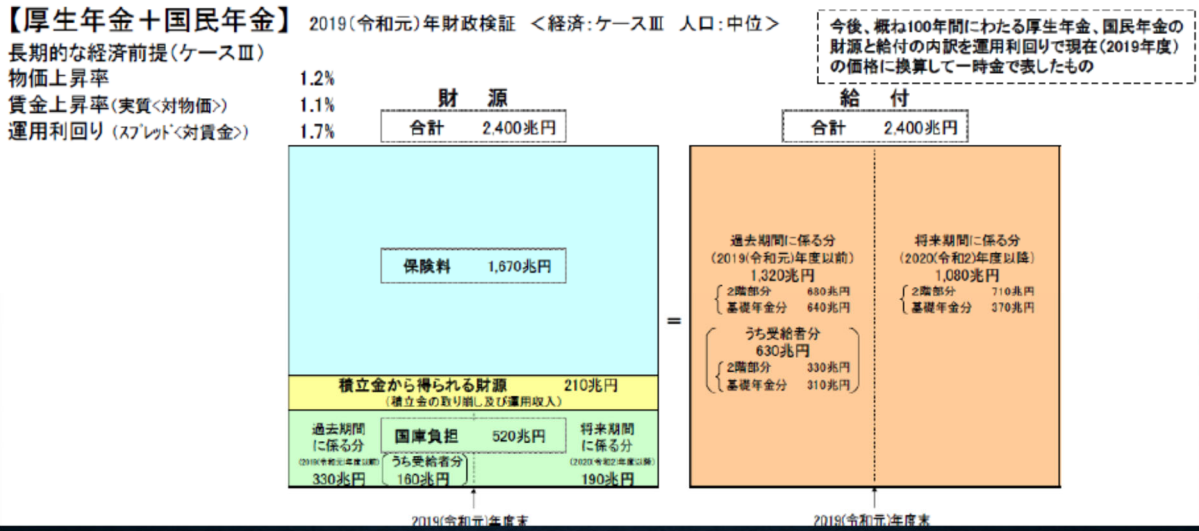 【厚生年金＋国民年金】 2019(令和元)年財政検証 ＜経済：ケースⅢ 人口：中位＞
長期的な経済前提(ケースⅢ)
物価上昇率 1.2%
賃金上昇率(実質<対物価>) 1.1%
運用利回り(スプレッド<対賃金>) 1.7%
今後、概ね100年間にわたる厚生年金、国民年金の
財源と給付の内訳を運用利回りで現在(2019年度)
の価格に換算して一時金で表したもの
財 源
合計 2,400兆円
保険料 1,670兆円
積立金から得られる財源 210兆円
(積立金の取り崩し及び運用収入)
過去期間
に係る分
(2019(令和元)年度以前)
330兆円
国庫負担 520兆円
うち受給者分
160兆円
将来期間
に係る分
(2020(令和2)年度以降)
190兆円
2019(令和元)年度末
＝
給 付
合計 2,400兆円
過去期間に係る分
(2019(令和元)年度以前)
1,320兆円
2階部分 680兆円
基礎年金分 640兆円
うち受給者分
630兆円
2階部分 330兆円
基礎年金分 310兆円
将来期間に係る分
(2020(令和2)年度以降)
1,080兆円
2階部分 710兆円
基礎年金分 370兆円
2019(令和元)年度末